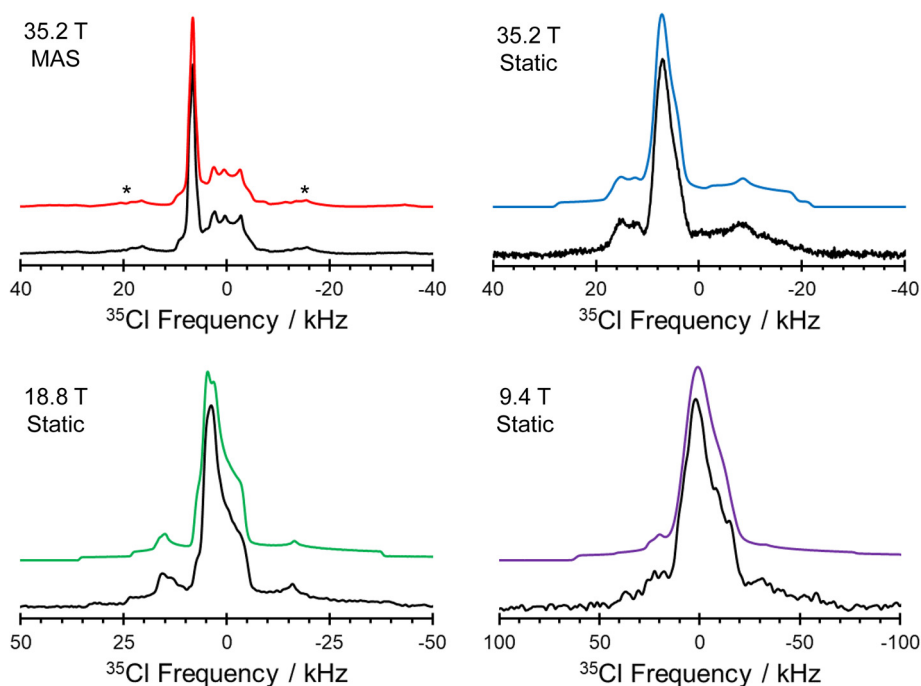 35.2 T
MAS
* *
40 20 0 -20 -40
³⁵Cl Frequency / kHz
35.2 T
Static
40 20 0 -20 -40
³⁵Cl Frequency / kHz
18.8 T
Static
50 25 0 -25 -50
³⁵Cl Frequency / kHz
9.4 T
Static
100 50 0 -50 -100
³⁵Cl Frequency / kHz